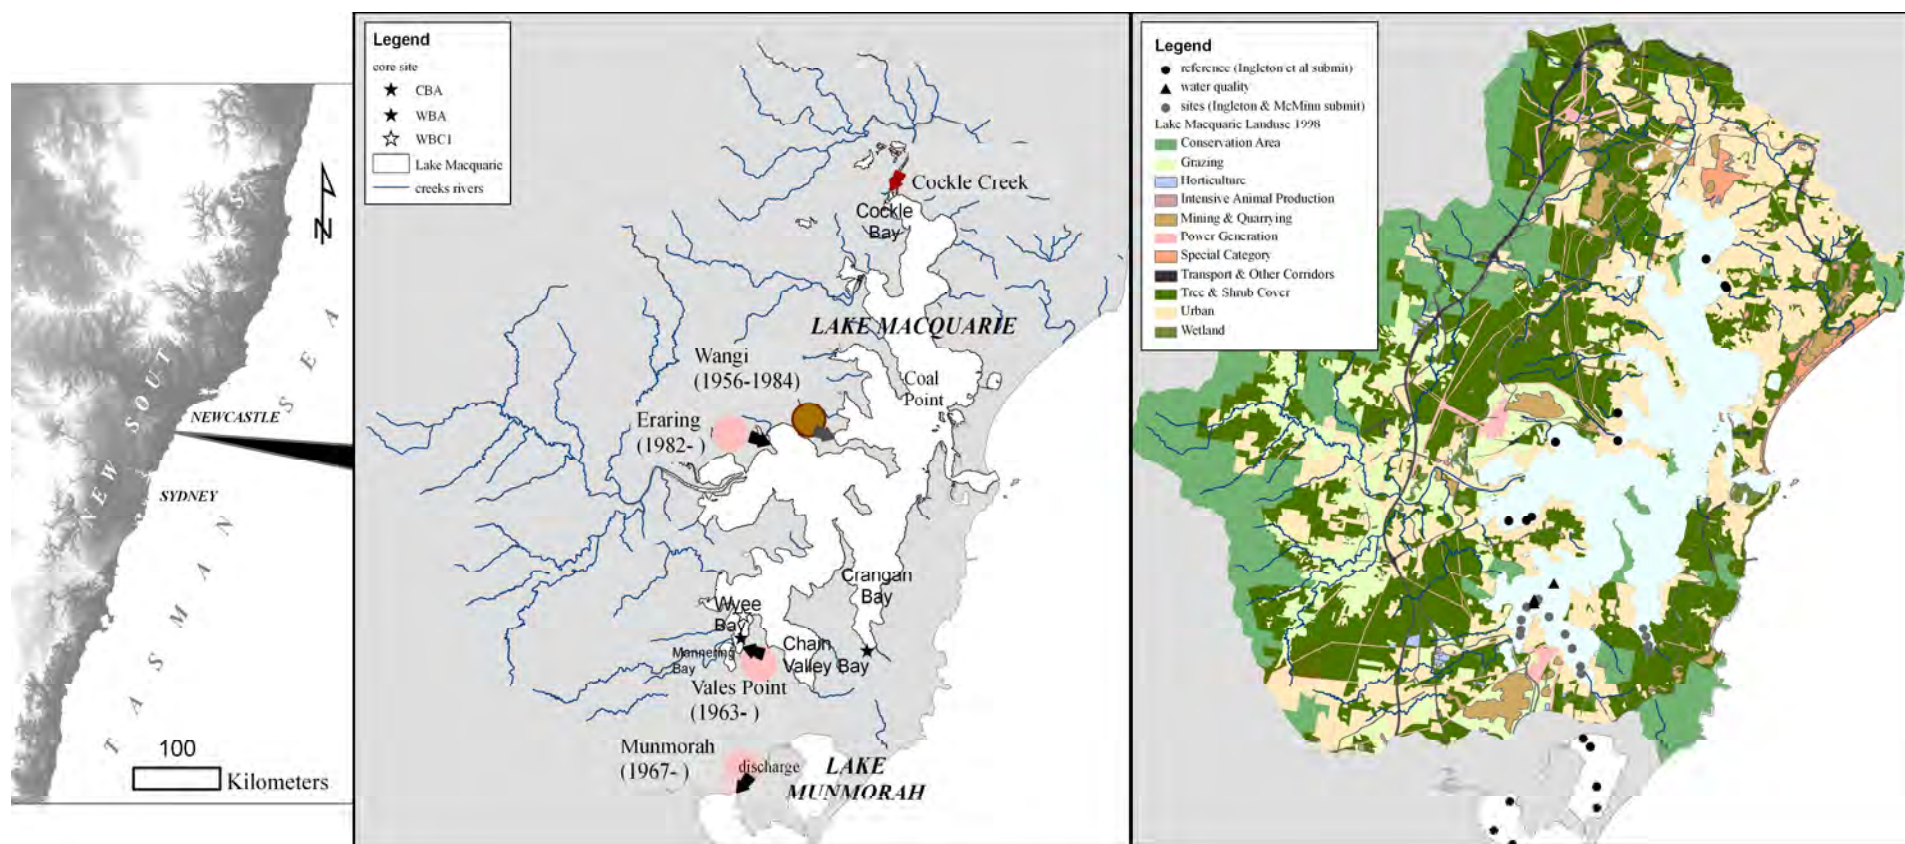 N
NEW SOUTH
NEWCASTLE
SYDNEY
TASMAN SEA
100
Kilometers
Legend
core site
CBA
WBA
WBC1
Lake Macquarie
creeks rivers
Cockle Creek
Cockle
Bay
LAKE MACQUARIE
Wangi
(1956-1984)
Coal
Point
Eraring
(1982- )
Crangan
Bay
Wyee
Bay
Mannering
Bay
Chain
Valley Bay
Vales Point
(1963- )
Munmorah
(1967- )
discharge
LAKE
MUNMORAH
Legend
reference (Ingleton et al submit)
water quality
sites (Ingleton & McMinn submit)
Lake Macquarie Landuse 1998
Conservation Area
Grazing
Horticulture
Intensive Animal Production
Mining & Quarrying
Power Generation
Special Category
Transport & Other Corridors
Tree & Shrub Cover
Urban
Wetland